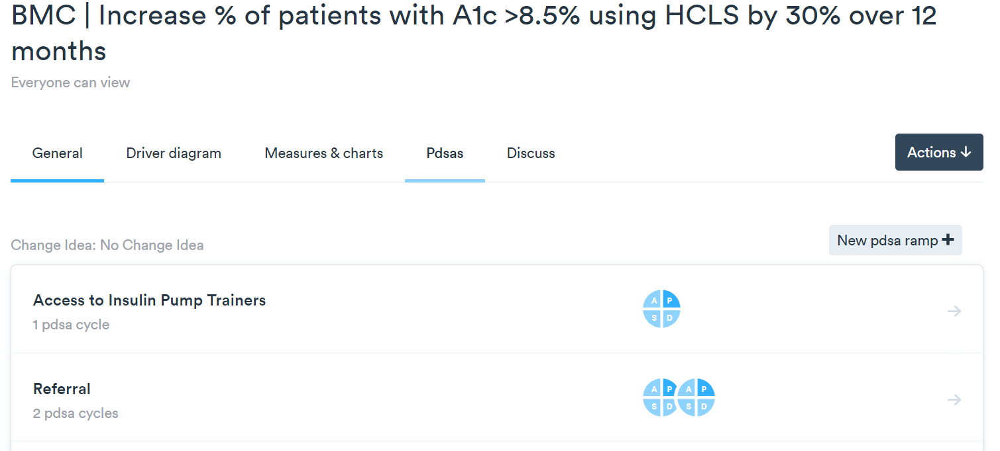 BMC | Increase % of patients with A1c >8.5% using HCLS by 30% over 12
months
Everyone can view
General
Driver diagram
Measures & charts
Pdsas
Discuss
Actions ↓
Change Idea: No Change Idea
New pdsa ramp +
Access to Insulin Pump Trainers
1 pdsa cycle
A P
S D
Referral
2 pdsa cycles
A P A P
S D S D